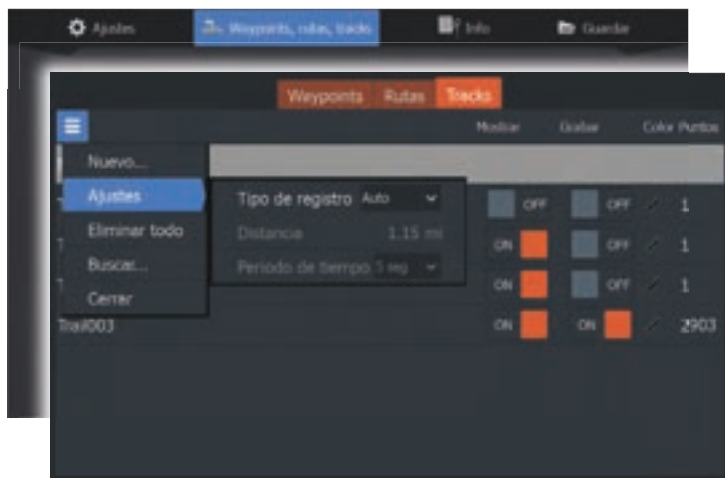 Ajustes Waypoints, rutas, tracks Info Guardar
Waypoints Rutas Tracks
Mostrar Grabar Color Puntos
Nuevo...
Ajustes Tipo de registro Auto OFF OFF 1
Eliminar todo Distancia 1.15 mi ON OFF 1
Buscar... Periodo de tiempo 5 seg ON OFF 1
Cerrar
Trail003 ON ON 2903